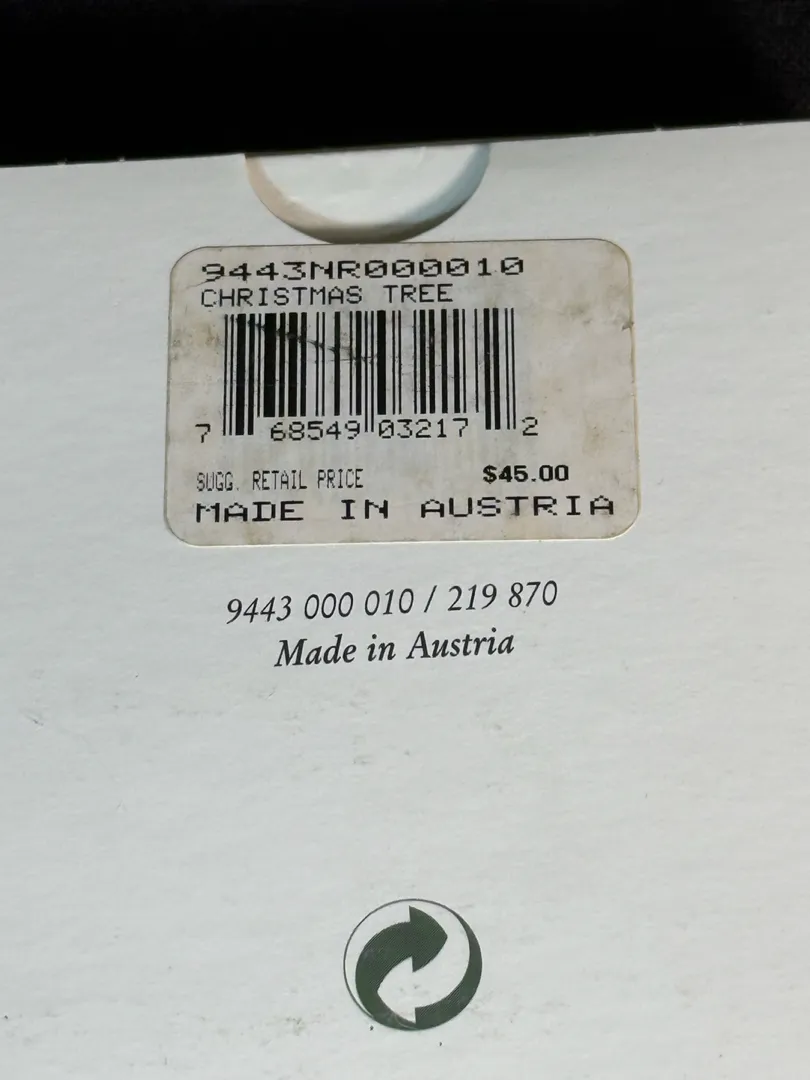 9443NR000010
CHRISTMAS TREE
7 68549 03217 2
SUGG. RETAIL PRICE $45.00
MADE IN AUSTRIA
9443 000 010 / 219 870
Made in Austria